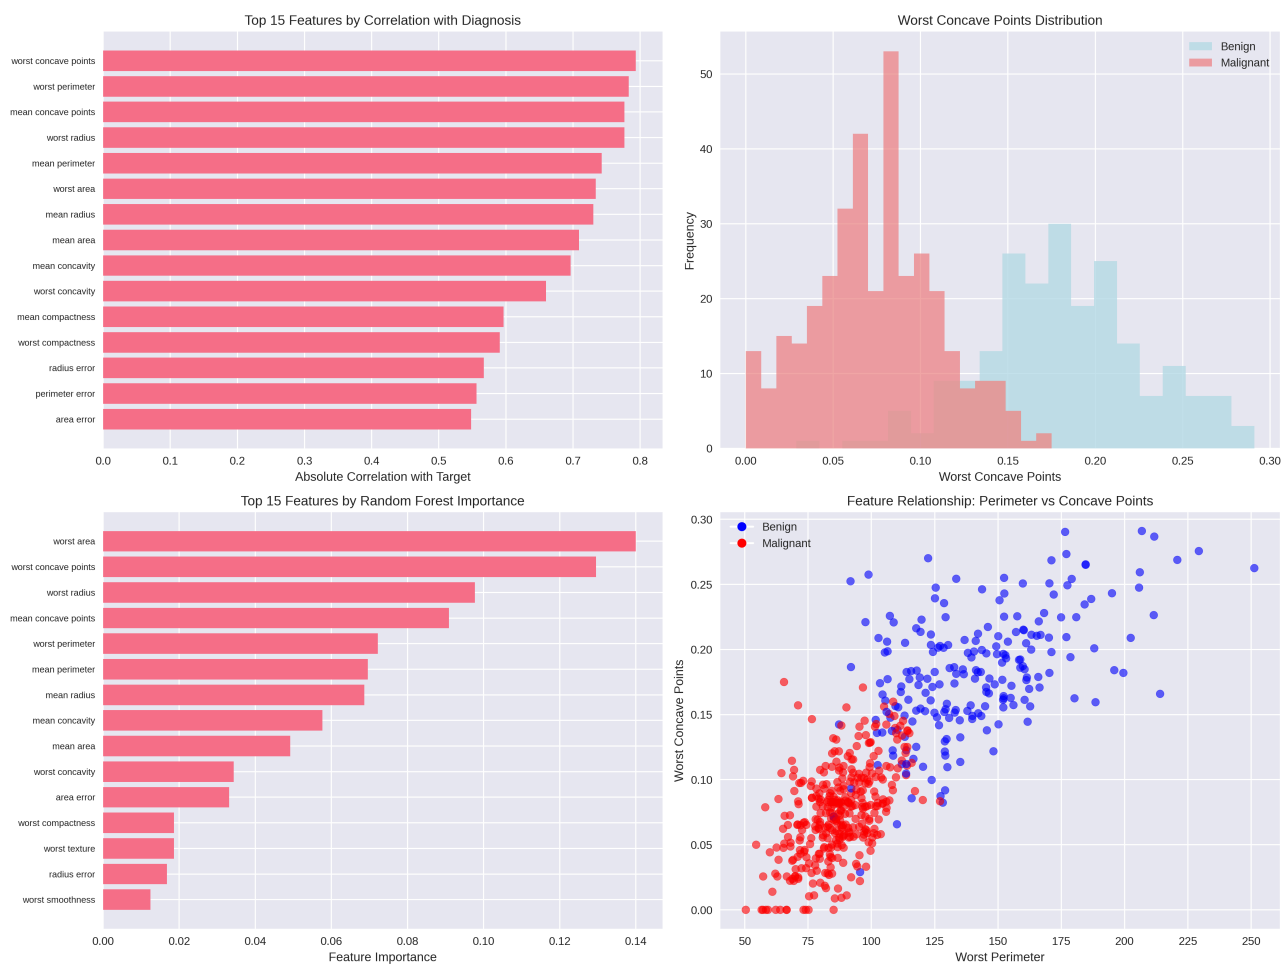 Top 15 Features by Correlation with Diagnosis
worst concave points
worst perimeter
mean concave points
worst radius
mean perimeter
worst area
mean radius
mean area
mean concavity
worst concavity
mean compactness
worst compactness
radius error
perimeter error
area error
0.0 0.1 0.2 0.3 0.4 0.5 0.6 0.7 0.8
Absolute Correlation with Target
Worst Concave Points Distribution
Benign
Malignant
Frequency
50
40
30
20
10
0
0.00 0.05 0.10 0.15 0.20 0.25 0.30
Worst Concave Points
Top 15 Features by Random Forest Importance
worst area
worst concave points
worst radius
mean concave points
worst perimeter
mean perimeter
mean radius
mean concavity
mean area
worst concavity
area error
worst compactness
worst texture
radius error
worst smoothness
0.00 0.02 0.04 0.06 0.08 0.10 0.12 0.14
Feature Importance
Feature Relationship: Perimeter vs Concave Points
Benign
Malignant
Worst Concave Points
0.30
0.25
0.20
0.15
0.10
0.05
0.00
50 75 100 125 150 175 200 225 250
Worst Perimeter